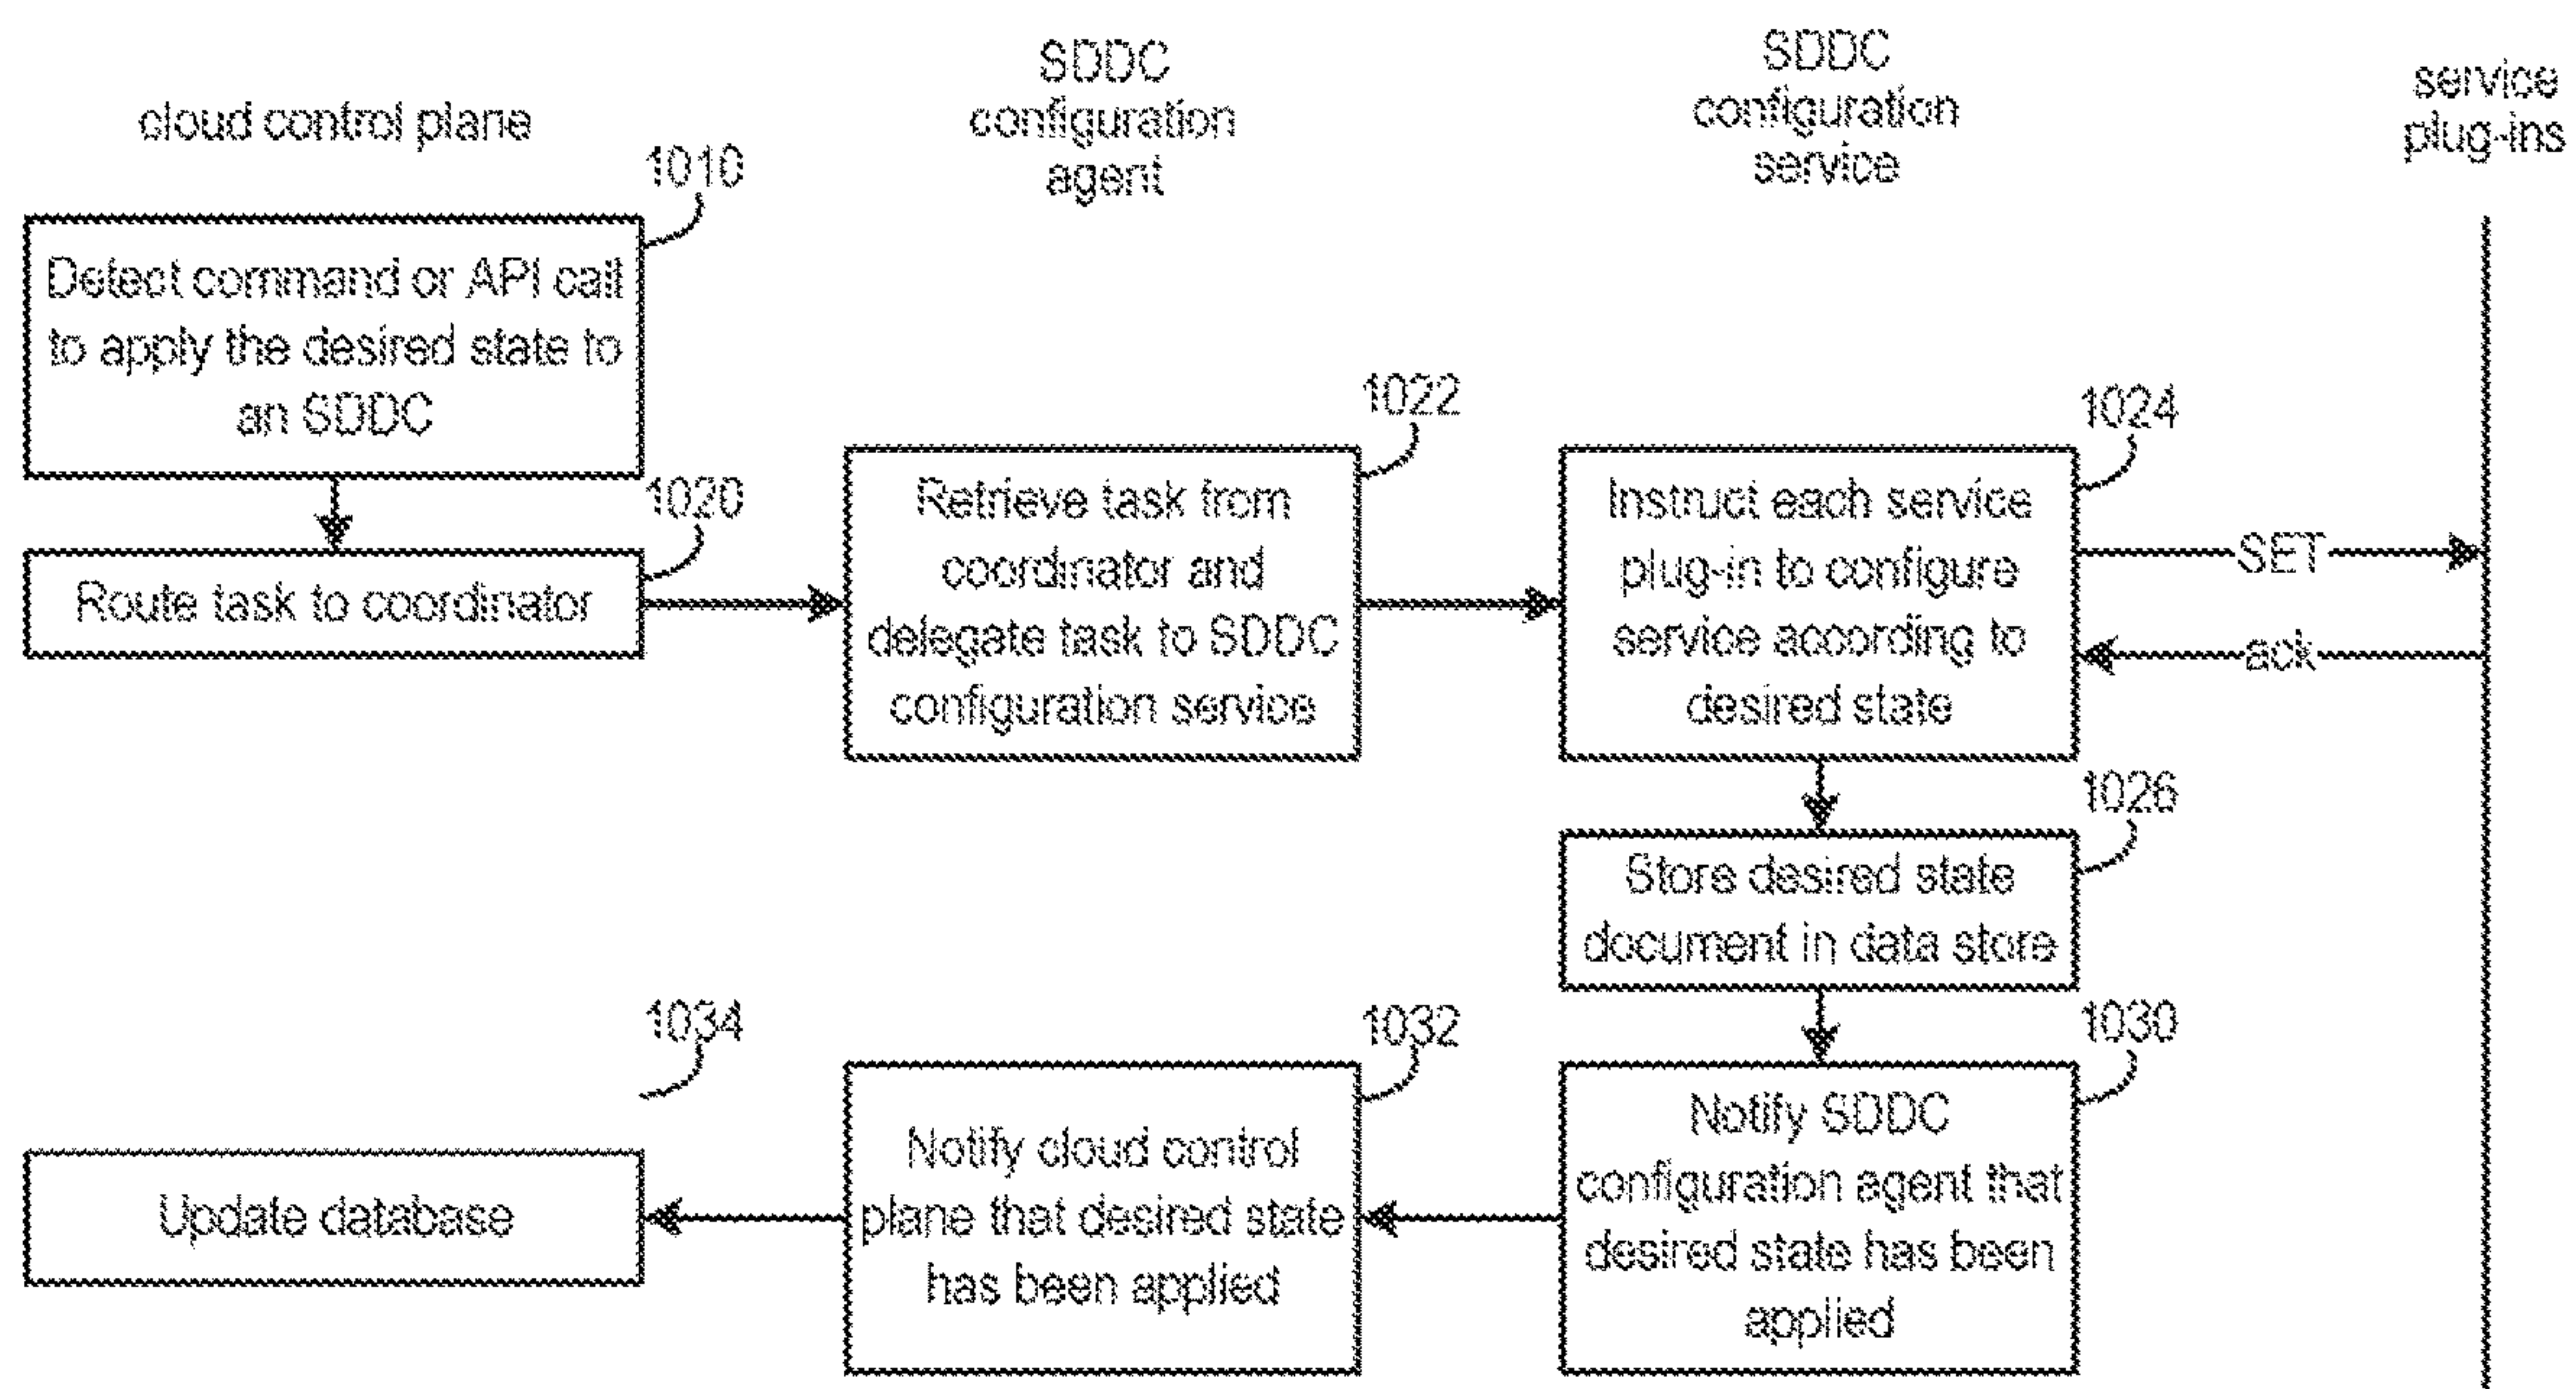 cloud control plane
SDDC
configuration
agent
SDDC
configuration
service
service
plug-ins
1010
Detect command or API call
to apply the desired state to
an SDDC
1020
Route task to coordinator
1022
Retrieve task from
coordinator and
delegate task to SDDC
configuration service
1024
Instruct each service
plug-in to configure
service according to
desired state
SET
ack
1026
Store desired state
document in data store
1030
Notify SDDC
configuration agent that
desired state has been
applied
1032
Notify cloud control
plane that desired state
has been applied
1034
Update database